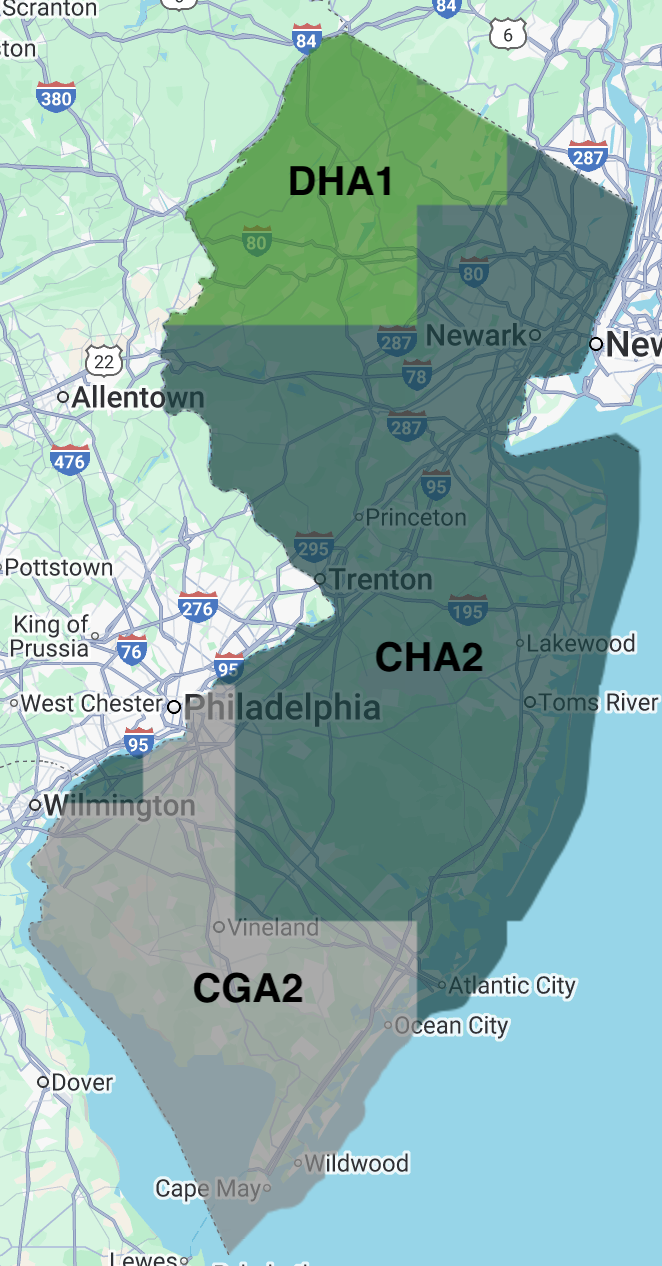 Scranton
84
84
6
380
287
DHA1
80
80
Newark
New
287
22
78
Allentown
287
476
95
Princeton
295
Pottstown
Trenton
276
195
King of
Prussia
76
Lakewood
CHA2
95
West Chester
Philadelphia
Toms River
95
Wilmington
Vineland
CGA2
Atlantic City
Ocean City
Dover
Wildwood
Cape May
Lewes